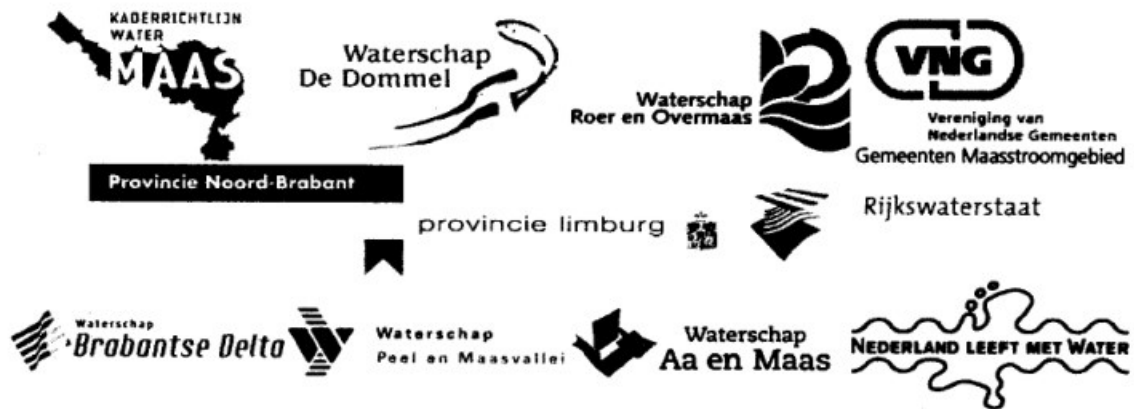 KADERRICHTLIJN
WATER
MAAS
Waterschap
De Dommel
Waterschap
Roer en Overmaas
VNG
Vereniging van
Nederlandse Gemeenten
Gemeenten Maasstroomgebied
Provincie Noord-Brabant
provincie limburg
Rijkswaterstaat
Waterschap
Brabantse Delta
Waterschap
Peel en Maasvallei
Waterschap
Aa en Maas
NEDERLAND LEEFT MET WATER